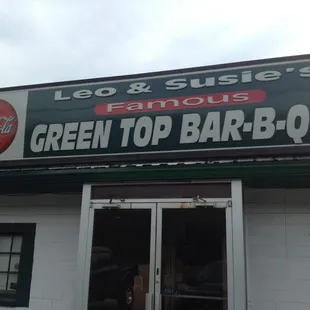 Leo & Susie's
Famous
GREEN TOP BAR-B-Q